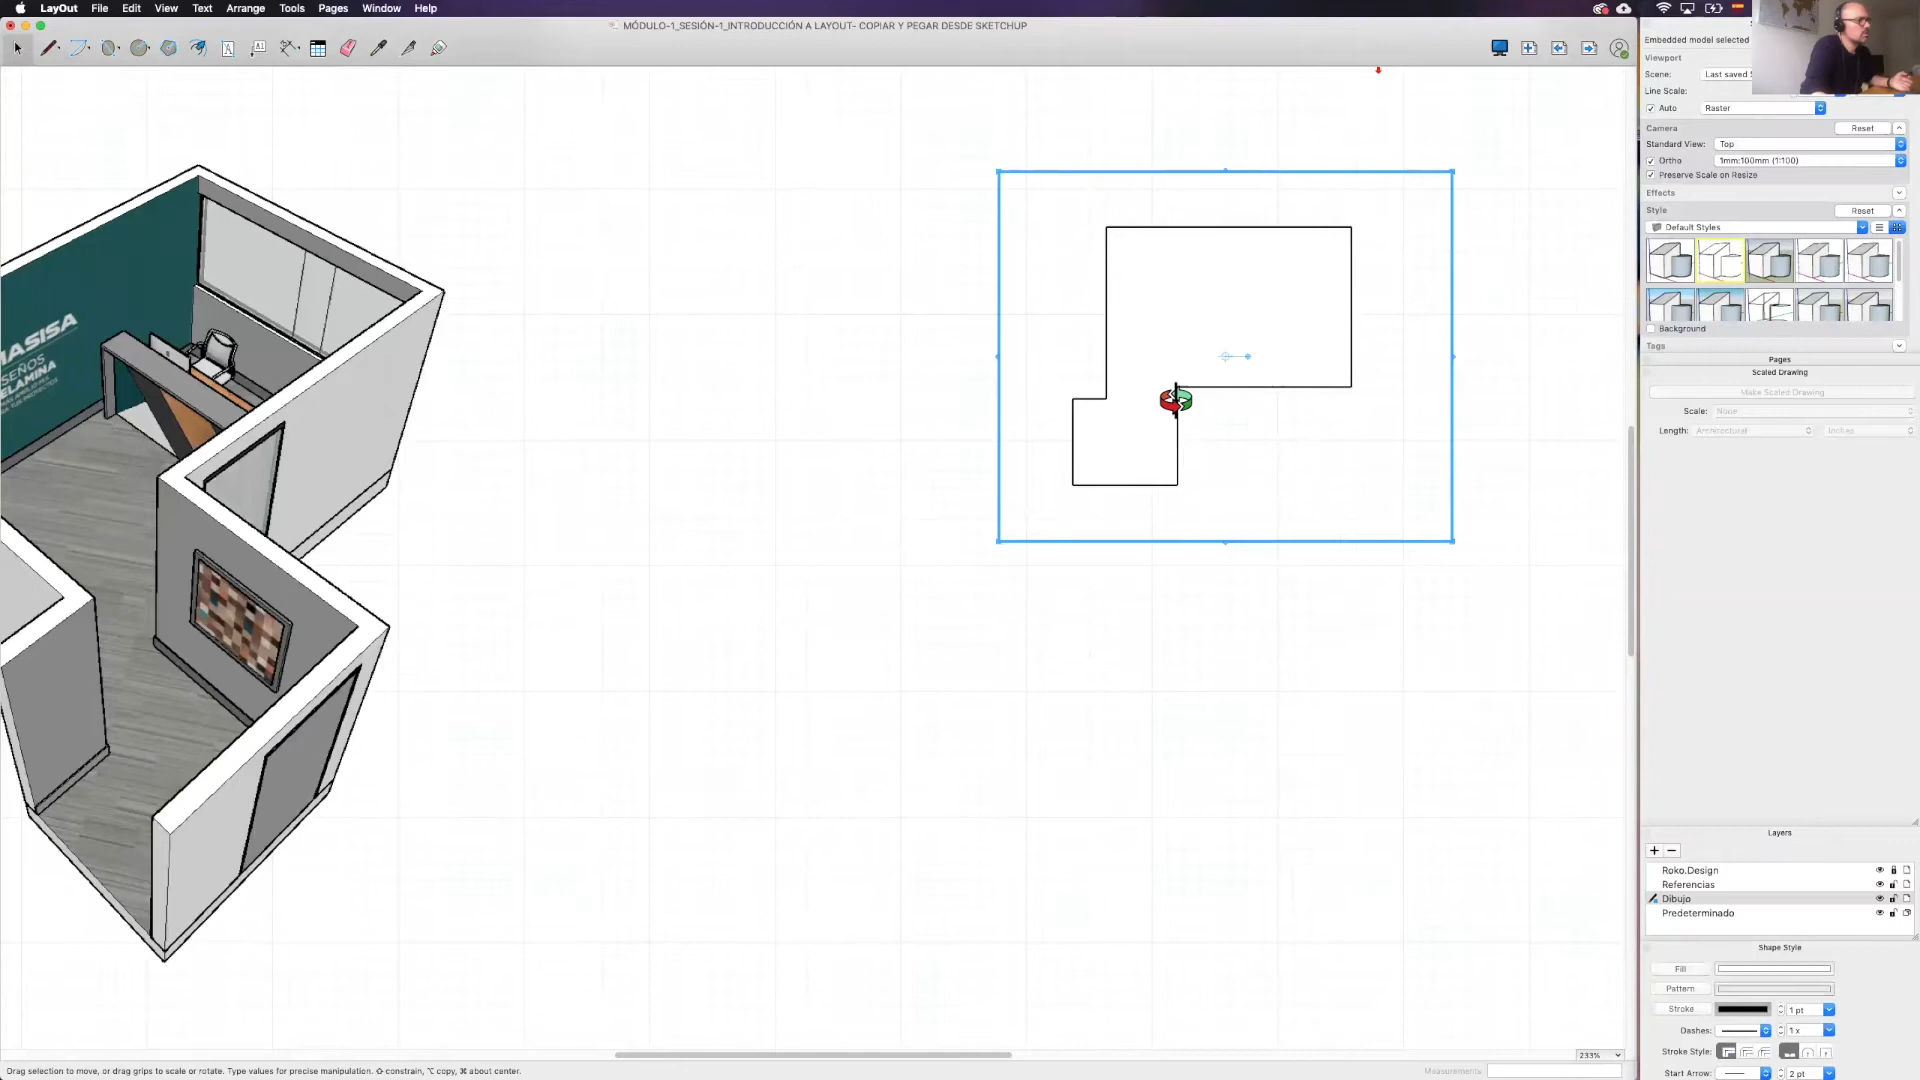 LayOut File Edit View Text Arrange Tools Pages Window Help
MÓDULO-1_SESIÓN-1_INTRODUCCIÓN A LAYOUT- COPIAR Y PEGAR DESDE SKETCHUP
Embedded model selected
Viewport
Scene: Last saved
Line Scale:
Auto Raster
Camera Reset
Standard View: Top
Ortho 1mm:100mm (1:100)
Preserve Scale on Resize
Effects
Style Reset
Default Styles
Background
Tags
Pages
Scaled Drawing
Make Scaled Drawing
Scale: None
Length: Architectural Inches
MASISA
SEÑOS
ELAMINA
Layers
Roko.Design
Referencias
Dibujo
Predeterminado
Shape Style
Fill
Pattern
Stroke 1 pt
Dashes: 1 x
Stroke Style:
Start Arrow: 2 pt
233%
Drag selection to move, or drag grips to scale or rotate. Type values for precise manipulation. ⇧ constrain, ⌥ copy, ⌘ about center.
Measurements